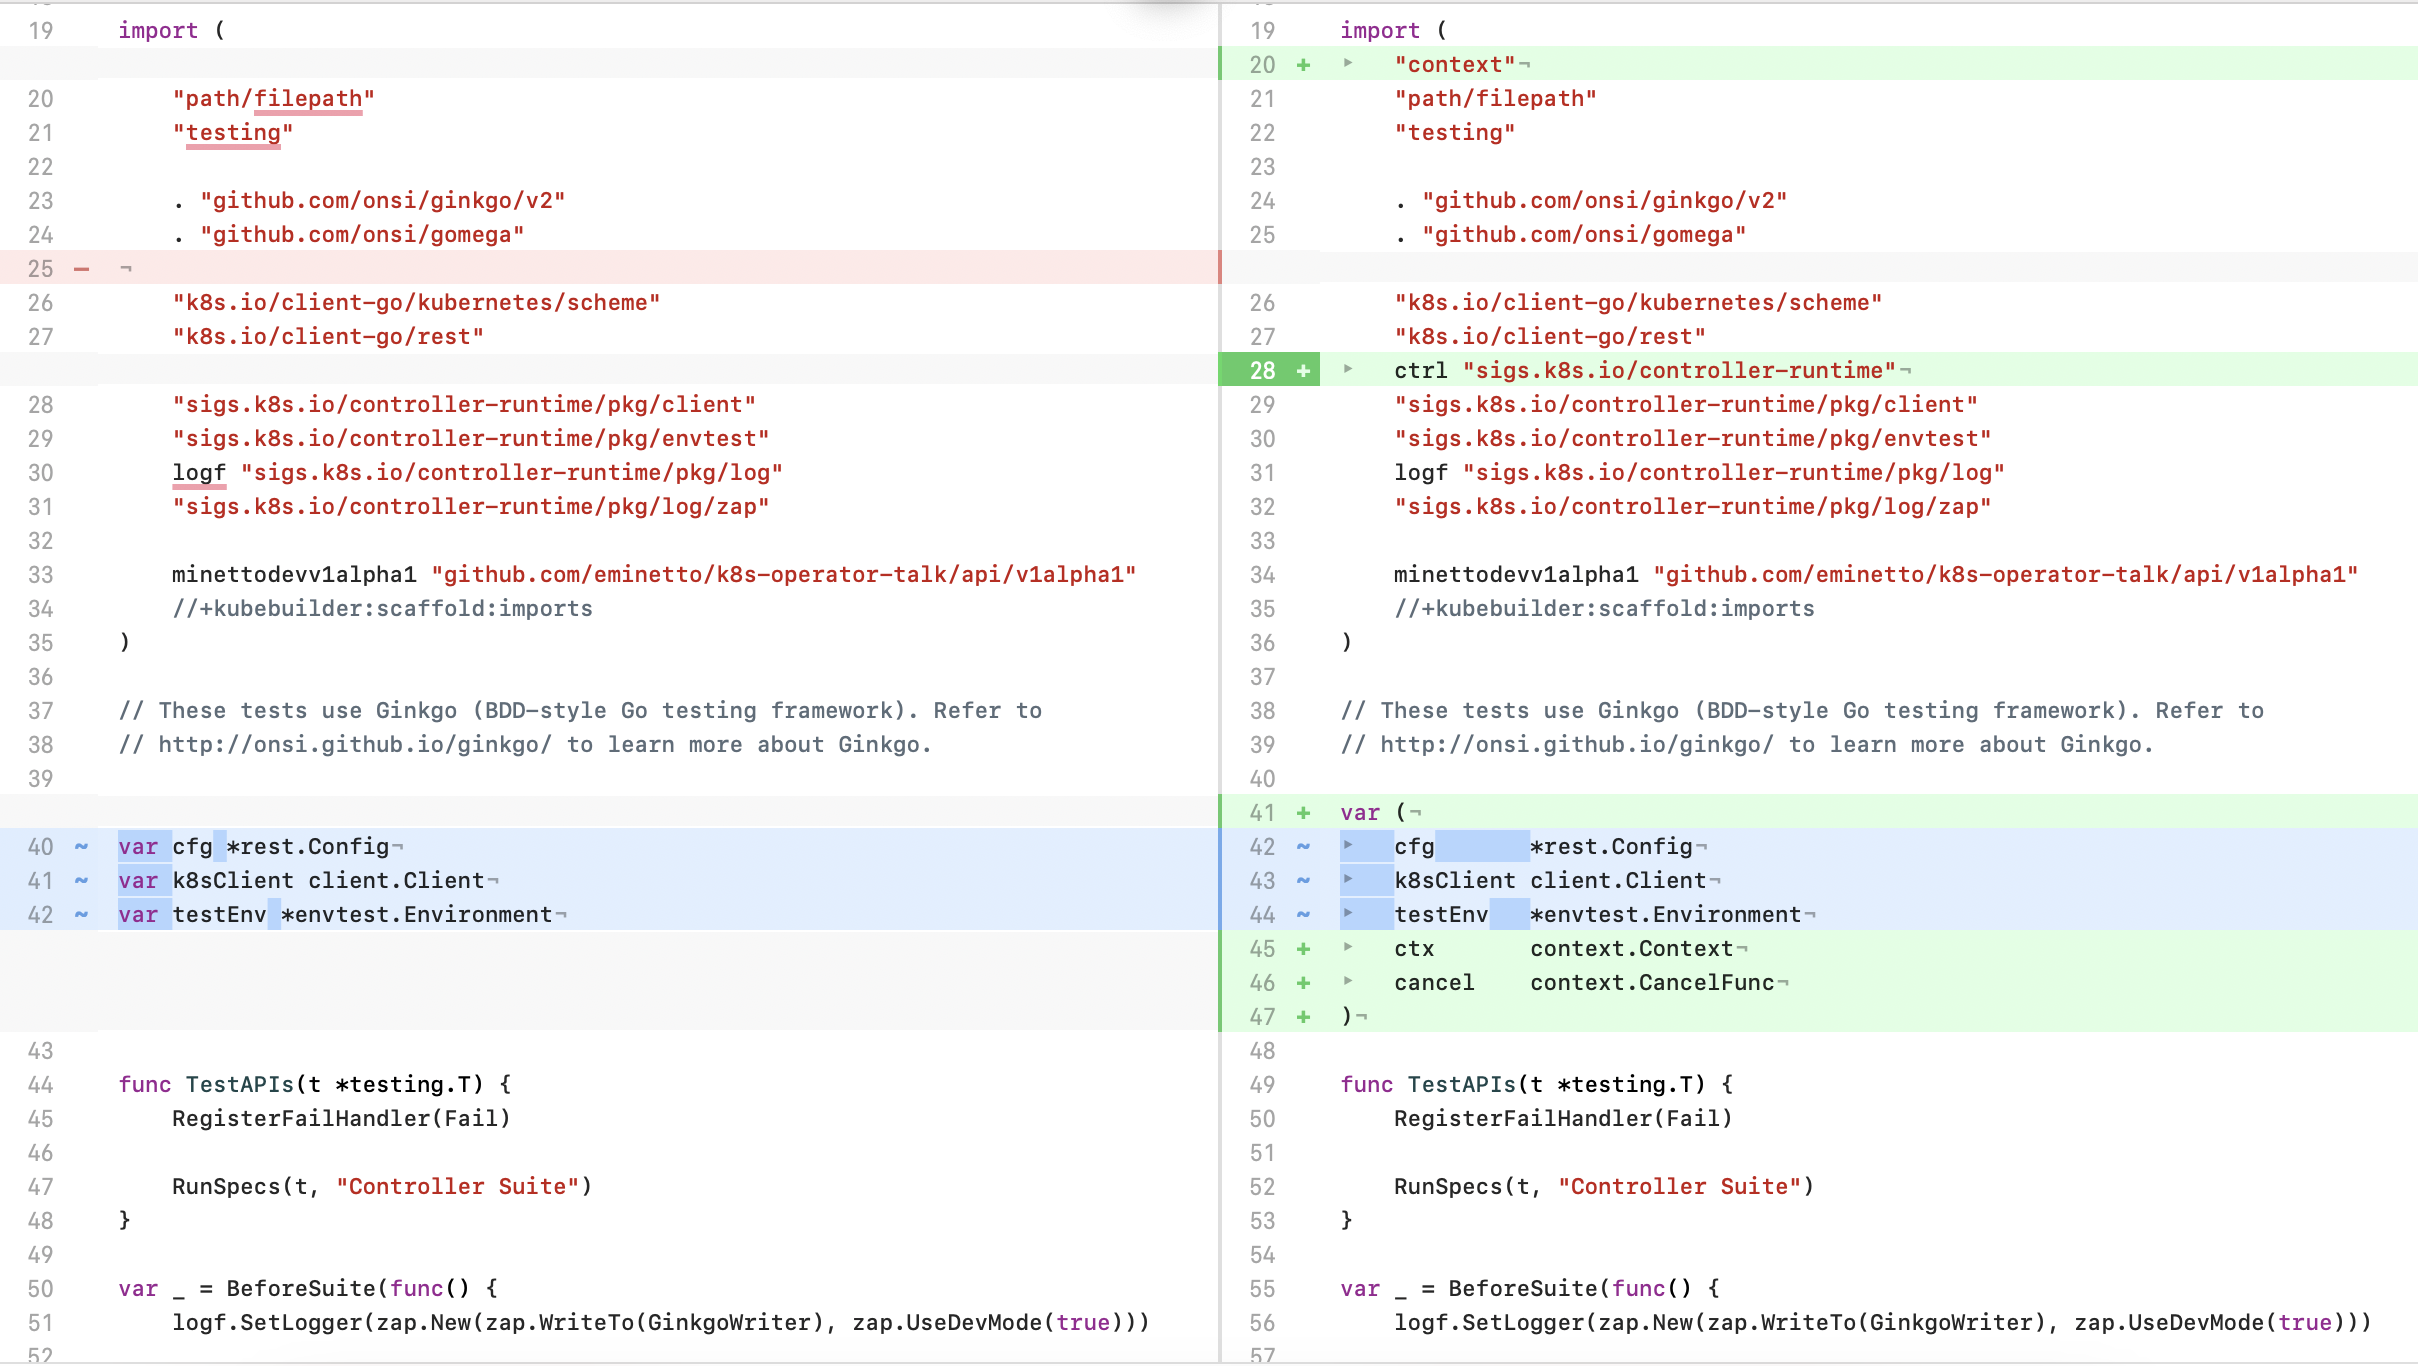 19 import (
20 "path/filepath"
21 "testing"
22
23 . "github.com/onsi/ginkgo/v2"
24 . "github.com/onsi/gomega"
25 — ¬
26 "k8s.io/client-go/kubernetes/scheme"
27 "k8s.io/client-go/rest"
28 "sigs.k8s.io/controller-runtime/pkg/client"
29 "sigs.k8s.io/controller-runtime/pkg/envtest"
30 logf "sigs.k8s.io/controller-runtime/pkg/log"
31 "sigs.k8s.io/controller-runtime/pkg/log/zap"
32
33 minettodevv1alpha1 "github.com/eminetto/k8s-operator-talk/api/v1alpha1"
34 //+kubebuilder:scaffold:imports
35 )
36
37 // These tests use Ginkgo (BDD-style Go testing framework). Refer to
38 // http://onsi.github.io/ginkgo/ to learn more about Ginkgo.
39
40 ~ var cfg *rest.Config¬
41 ~ var k8sClient client.Client¬
42 ~ var testEnv *envtest.Environment¬
43
44 func TestAPIs(t *testing.T) {
45 RegisterFailHandler(Fail)
46
47 RunSpecs(t, "Controller Suite")
48 }
49
50 var _ = BeforeSuite(func() {
51 logf.SetLogger(zap.New(zap.WriteTo(GinkgoWriter), zap.UseDevMode(true)))
52
19 import (
20 + ▸ "context"¬
21 "path/filepath"
22 "testing"
23
24 . "github.com/onsi/ginkgo/v2"
25 . "github.com/onsi/gomega"
26 "k8s.io/client-go/kubernetes/scheme"
27 "k8s.io/client-go/rest"
28 + ▸ ctrl "sigs.k8s.io/controller-runtime"¬
29 "sigs.k8s.io/controller-runtime/pkg/client"
30 "sigs.k8s.io/controller-runtime/pkg/envtest"
31 logf "sigs.k8s.io/controller-runtime/pkg/log"
32 "sigs.k8s.io/controller-runtime/pkg/log/zap"
33
34 minettodevv1alpha1 "github.com/eminetto/k8s-operator-talk/api/v1alpha1"
35 //+kubebuilder:scaffold:imports
36 )
37
38 // These tests use Ginkgo (BDD-style Go testing framework). Refer to
39 // http://onsi.github.io/ginkgo/ to learn more about Ginkgo.
40
41 + var (¬
42 ~ ▸ cfg *rest.Config¬
43 ~ ▸ k8sClient client.Client¬
44 ~ ▸ testEnv *envtest.Environment¬
45 + ▸ ctx context.Context¬
46 + ▸ cancel context.CancelFunc¬
47 + )¬
48
49 func TestAPIs(t *testing.T) {
50 RegisterFailHandler(Fail)
51
52 RunSpecs(t, "Controller Suite")
53 }
54
55 var _ = BeforeSuite(func() {
56 logf.SetLogger(zap.New(zap.WriteTo(GinkgoWriter), zap.UseDevMode(true)))
57